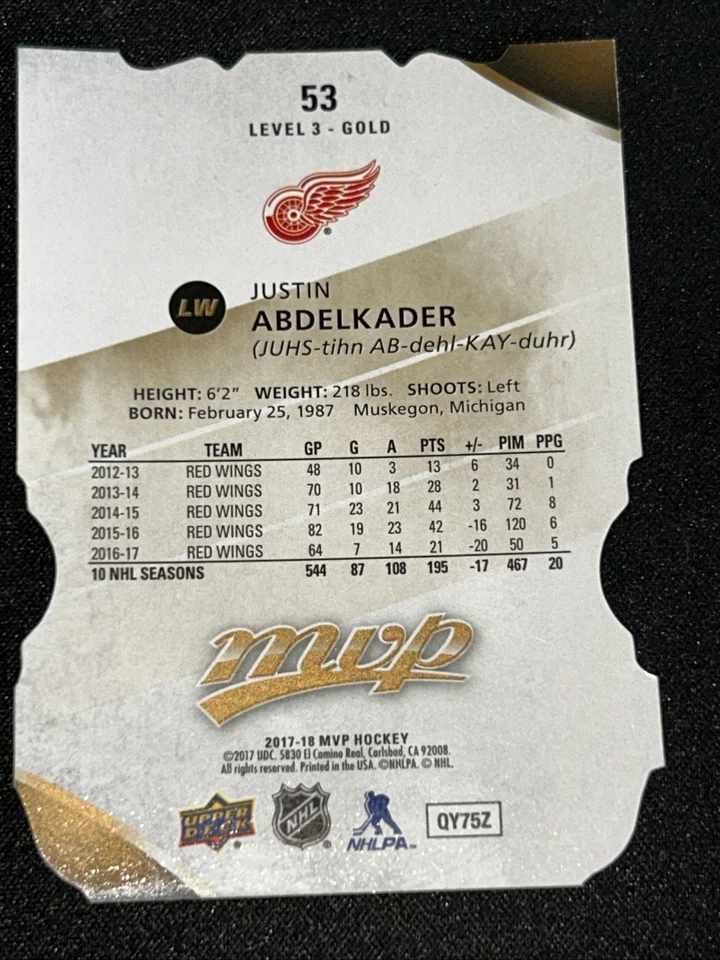 53
LEVEL 3 - GOLD
LW
JUSTIN
ABDELKADER
(JUHS-tihn AB-dehl-KAY-duhr)
HEIGHT: 6'2" WEIGHT: 218 lbs. SHOOTS: Left
BORN: February 25, 1987 Muskegon, Michigan
YEAR TEAM GP G A PTS +/- PIM PPG
2012-13 RED WINGS 48 10 3 13 6 34 0
2013-14 RED WINGS 70 10 18 28 2 31 1
2014-15 RED WINGS 71 23 21 44 3 72 8
2015-16 RED WINGS 82 19 23 42 -16 120 6
2016-17 RED WINGS 64 7 14 21 -20 50 5
10 NHL SEASONS 544 87 108 195 -17 467 20
mvp
2017-18 MVP HOCKEY
©2017 UDC. 5830 El Camino Real, Carlsbad, CA 92008.
All rights reserved. Printed in the USA. ©NHLPA. © NHL.
UPPER DECK ® NHL ® NHLPA™ QY75Z